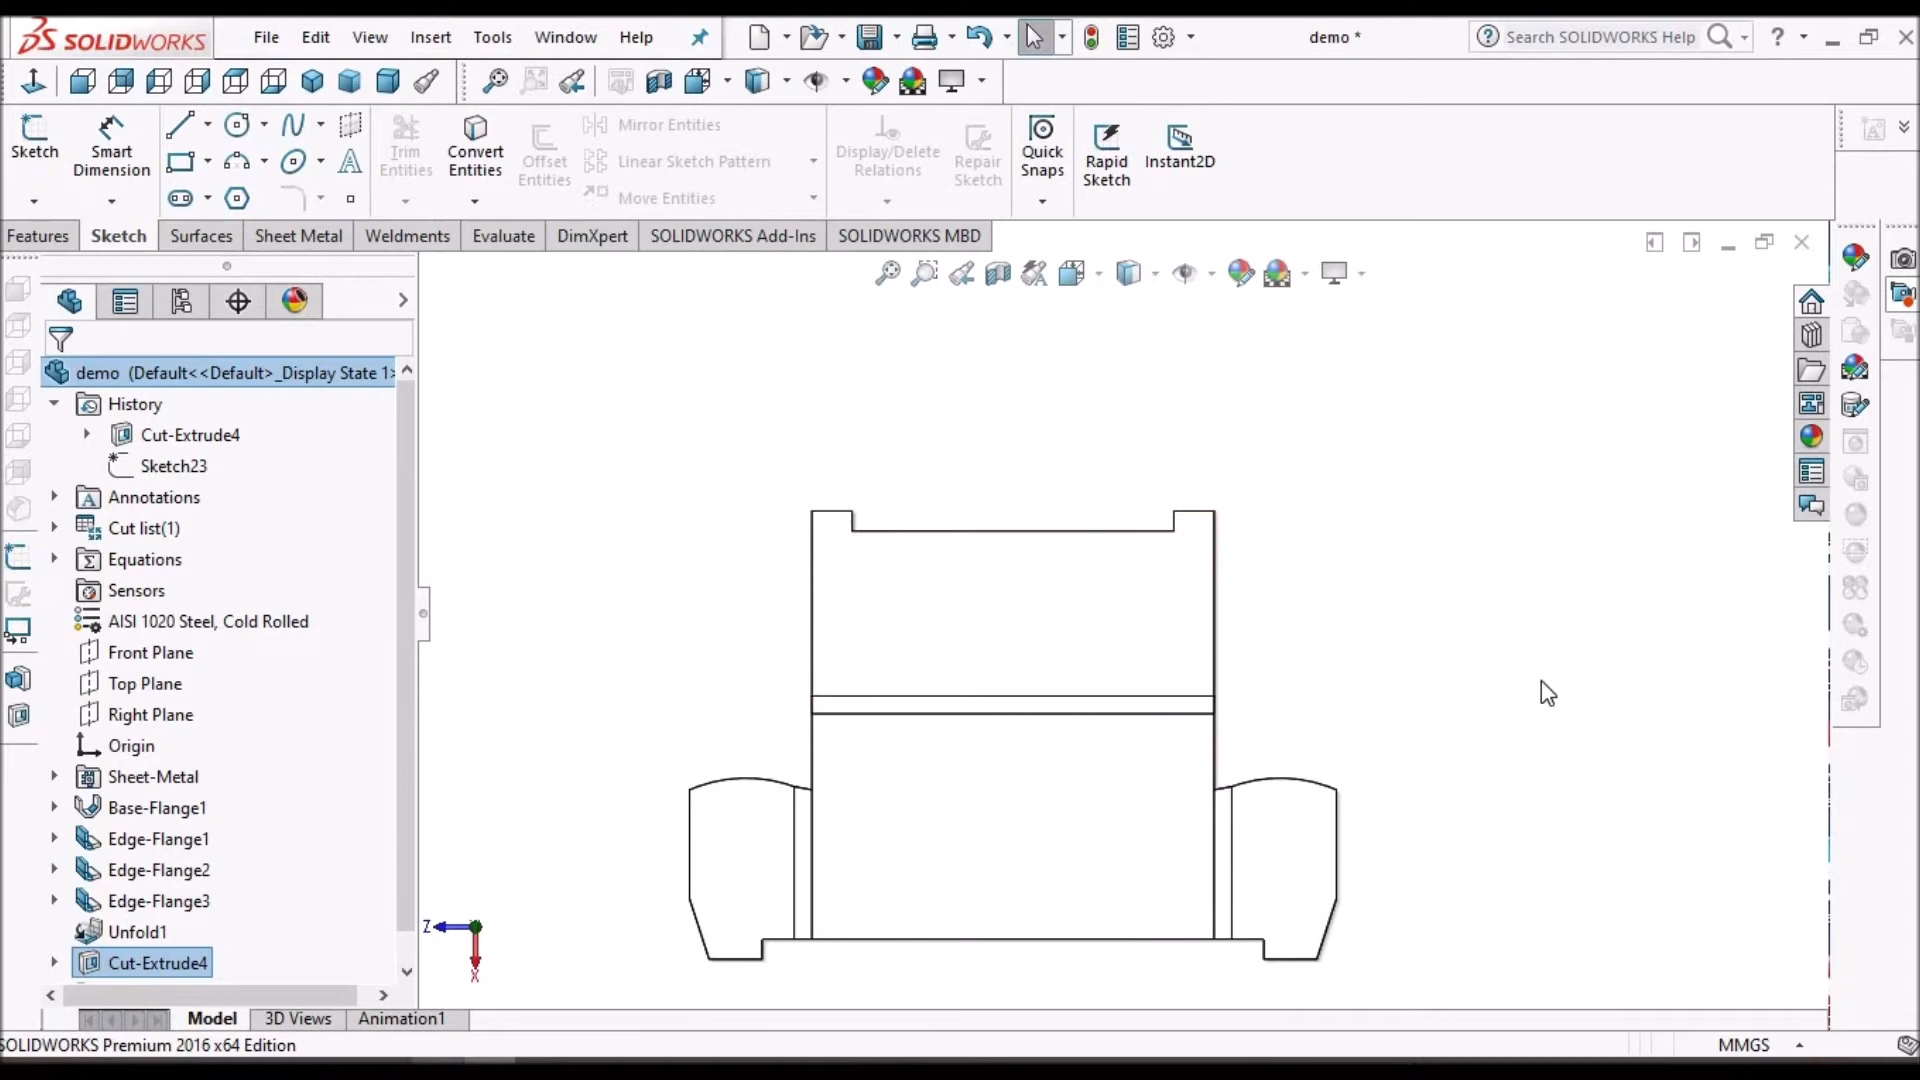 SOLIDWORKS File Edit View Insert Tools Window Help demo * Search SOLIDWORKS Help ?
Sketch Smart Dimension Trim Entities Convert Entities Offset Entities Mirror Entities Linear Sketch Pattern Move Entities Display/Delete Relations Repair Sketch Quick Snaps Rapid Sketch Instant2D
Features Sketch Surfaces Sheet Metal Weldments Evaluate DimXpert SOLIDWORKS Add-Ins SOLIDWORKS MBD
demo (Default<<Default>_Display State 1>
History
Cut-Extrude4
Sketch23
Annotations
Cut list(1)
Equations
Sensors
AISI 1020 Steel, Cold Rolled
Front Plane
Top Plane
Right Plane
Origin
Sheet-Metal
Base-Flange1
Edge-Flange1
Edge-Flange2
Edge-Flange3
Unfold1
Cut-Extrude4
Z
X
Model 3D Views Animation1
SOLIDWORKS Premium 2016 x64 Edition MMGS